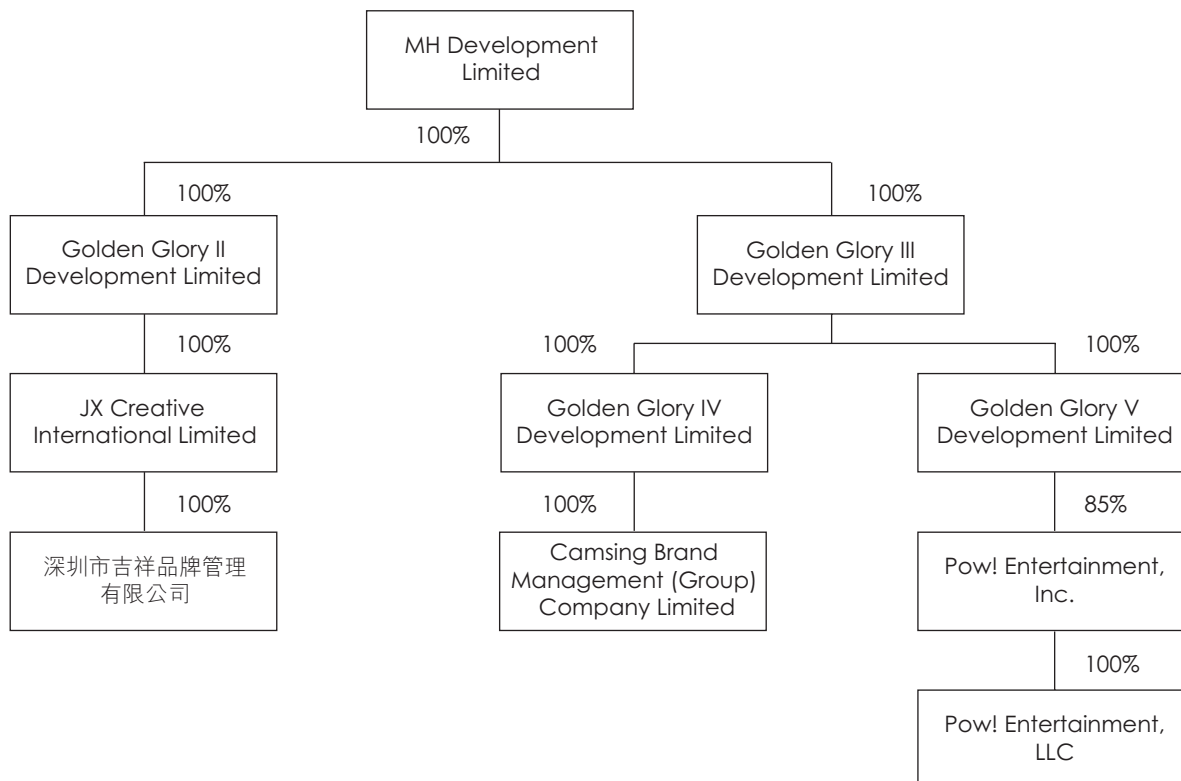 MH Development
Limited
100%
100%
100%
Golden Glory II
Development Limited
Golden Glory III
Development Limited
100%
100%
100%
JX Creative
International Limited
Golden Glory IV
Development Limited
Golden Glory V
Development Limited
100%
100%
85%
深圳市吉祥品牌管理
有限公司
Camsing Brand
Management (Group)
Company Limited
Pow! Entertainment,
Inc.
100%
Pow! Entertainment,
LLC